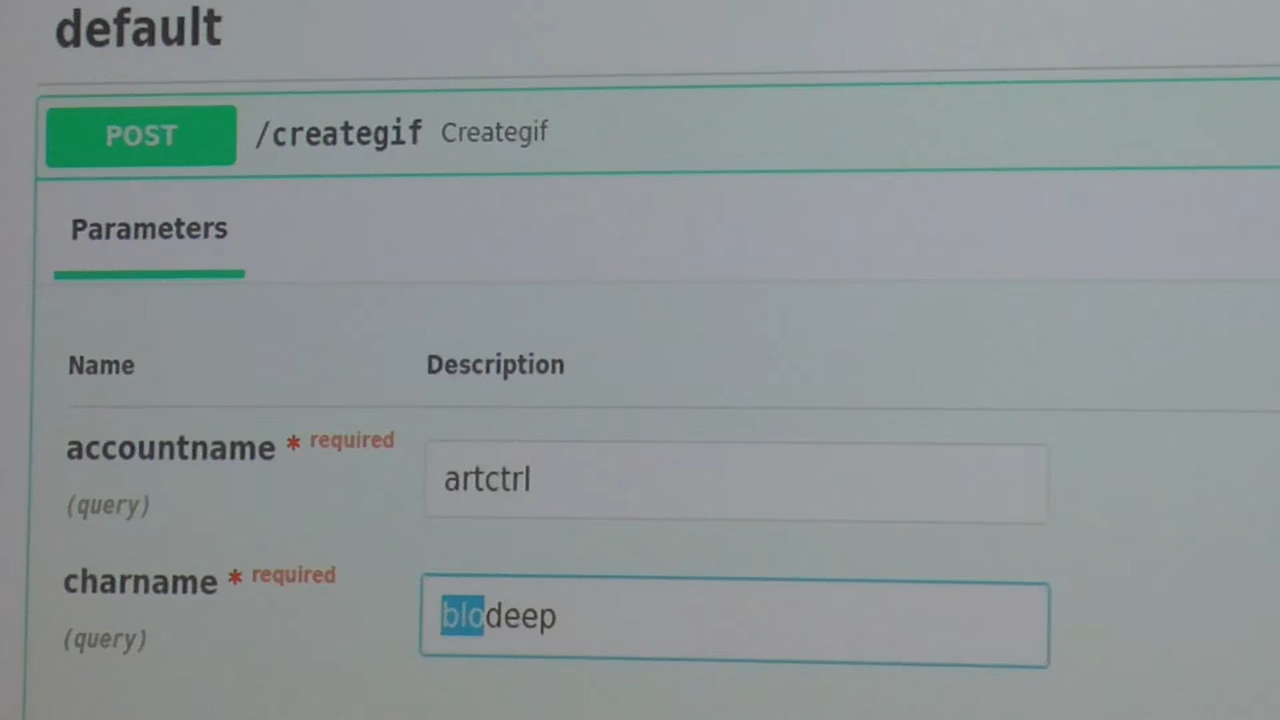 default
POST /creategif Creategif
Parameters
Name Description
accountname * required artctrl
(query)
charname * required blodeep
(query)